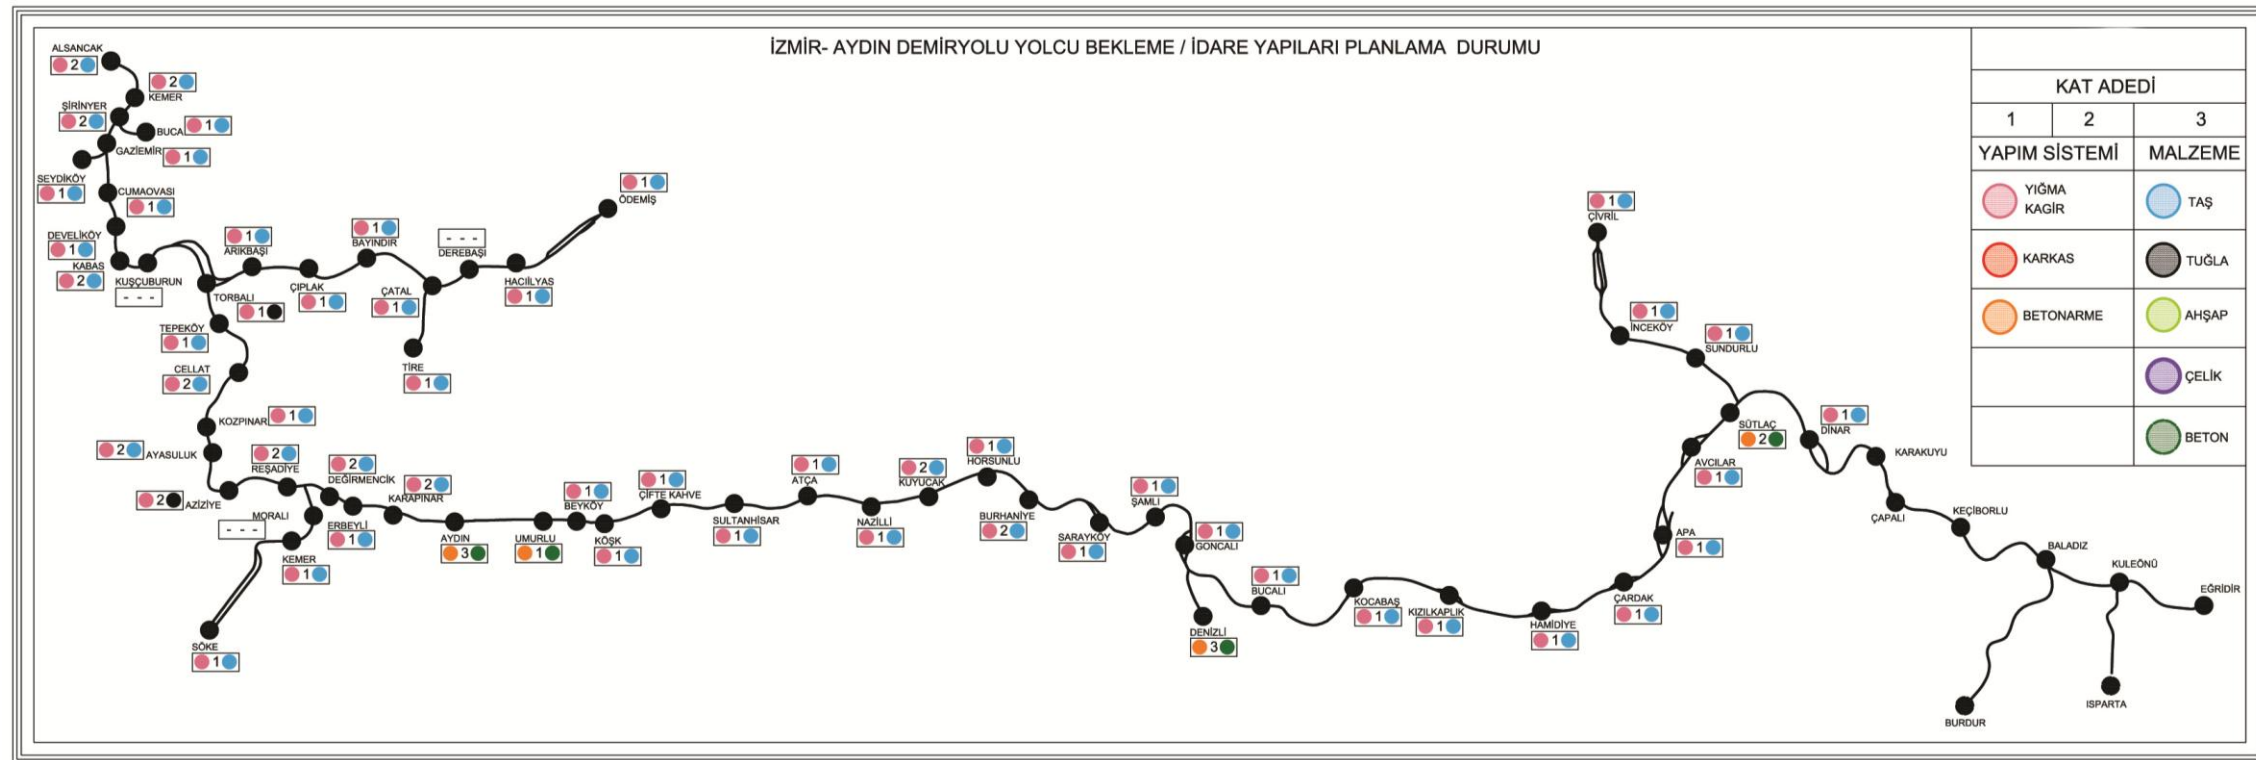 İZMİR- AYDIN DEMİRYOLU YOLCU BEKLEME / İDARE YAPILARI PLANLAMA DURUMU
ALSANCAK
2
2
KEMER
ŞİRİNYER
2
BUCA
1
GAZİEMİR
1
SEYDİKÖY
1
CUMAOVASI
1
DEVELİKÖY
1
KABAS
2
KUŞÇUBURUN
- - -
TORBALI
1
1
ARIKBAŞI
ÇIPLAK
1
1
BAYINDIR
ÇATAL
1
TİRE
1
- - -
DEREBAŞI
HACİİLYAS
1
1
ÖDEMİŞ
TEPEKÖY
1
CELLAT
2
KOZPINAR
1
2
AYASULUK
2
AZİZİYE
2
REŞADİYE
- - -
MORALI
KEMER
1
SÖKE
1
2
DEĞİRMENCİK
ERBEYLİ
1
2
KARAPINAR
AYDIN
3
UMURLU
1
1
BEYKÖY
KÖŞK
1
1
ÇİFTE KAHVE
SULTANHİSAR
1
1
ATÇA
NAZİLLİ
1
2
KUYUCAK
1
HORSUNLU
BURHANİYE
2
SARAYKÖY
1
1
ŞAMLI
1
GONCALI
DENİZLİ
3
1
BUCALI
KOCABAŞ
1
KIZILKAPLIK
1
HAMİDİYE
1
ÇARDAK
1
APA
1
AVCILAR
1
SÜTLAÇ
2
1
SUNDURLU
1
İNCEKÖY
1
ÇİVRİL
1
DİNAR
KARAKUYU
ÇAPALI
KEÇİBORLU
BALADIZ
BURDUR
KULEÖNÜ
ISPARTA
EĞRİDİR
KAT ADEDİ
1 2 3
YAPIM SİSTEMİ MALZEME
YIĞMA
KAGİR
TAŞ
KARKAS TUĞLA
BETONARME AHŞAP
ÇELİK
BETON